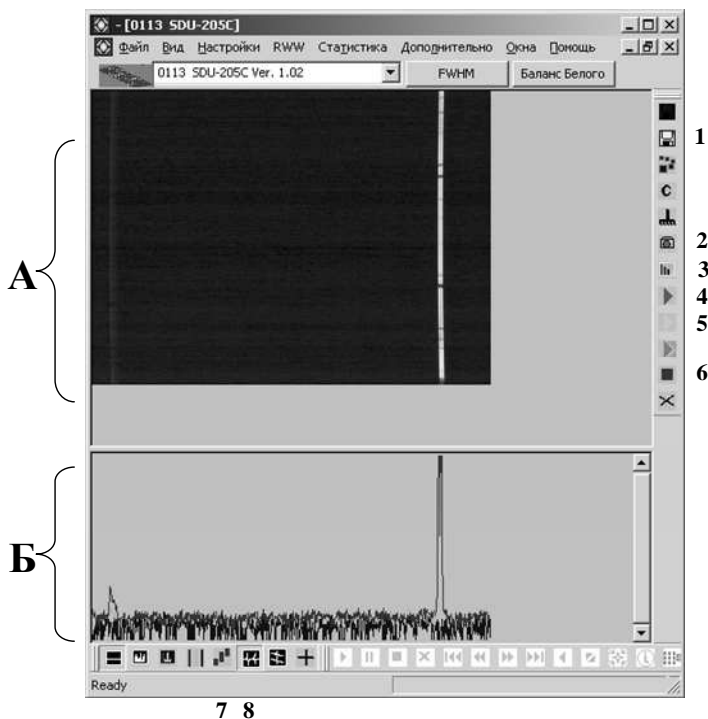 - [0113 SDU-205C]
Файл Вид Настройки RWW Статистика Дополнительно Окна Помощь
0113 SDU-205C Ver. 1.02 FWHM Баланс Белого
1
C
2
3
4
5
6
А
Б
Ready
7 8